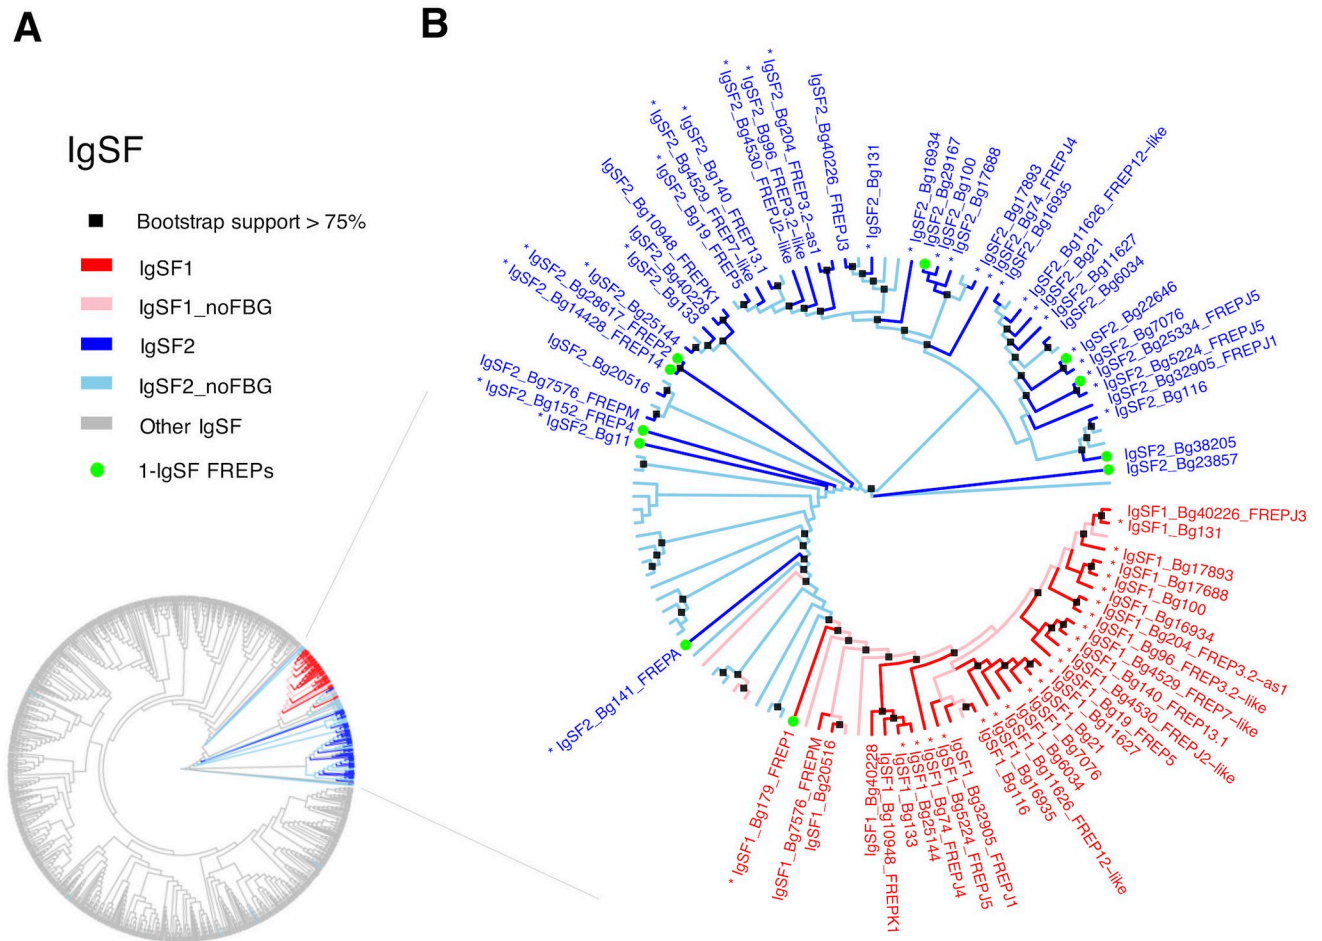 A
B
IgSF
Bootstrap support > 75%
IgSF1
IgSF1_noFBG
IgSF2
IgSF2_noFBG
Other IgSF
1-IgSF FREPs
* IgSF2_Bg141_FREPA
* IgSF2_Bg11
* IgSF2_Bg152_FREP4
IgSF2_Bg7576_FREPM
IgSF2_Bg20516
* IgSF2_Bg14428_FREP14
* IgSF2_Bg28617_FREP2
* IgSF2_Bg25144
* IgSF2_Bg133
IgSF2_Bg40228
IgSF2_Bg10948_FREPK1
* IgSF2_Bg19_FREP5
* IgSF2_Bg4529_FREP7-like
* IgSF2_Bg140_FREP13.1
* IgSF2_Bg4530_FREPJ2-like
* IgSF2_Bg96_FREP3.2-like
* IgSF2_Bg204_FREP3.2-as1
IgSF2_Bg40226_FREPJ3
* IgSF2_Bg131
* IgSF2_Bg16934
* IgSF2_Bg29167
* IgSF2_Bg100
* IgSF2_Bg17688
* IgSF2_Bg17893
* IgSF2_Bg74_FREPJ4
* IgSF2_Bg16935
* IgSF2_Bg11626_FREP12-like
* IgSF2_Bg21
* IgSF2_Bg11627
* IgSF2_Bg6034
* IgSF2_Bg22646
* IgSF2_Bg7076
* IgSF2_Bg25334_FREPJ5
* IgSF2_Bg5224_FREPJ5
* IgSF2_Bg32905_FREPJ1
* IgSF2_Bg116
IgSF2_Bg38205
IgSF2_Bg23857
IgSF1_Bg40226_FREPJ3
* IgSF1_Bg131
* IgSF1_Bg17893
* IgSF1_Bg17688
* IgSF1_Bg100
* IgSF1_Bg16934
* IgSF1_Bg204_FREP3.2-as1
* IgSF1_Bg96_FREP3.2-like
* IgSF1_Bg4529_FREP7-like
* IgSF1_Bg140_FREP13.1
* IgSF1_Bg4530_FREPJ2-like
* IgSF1_Bg19_FREP5
* IgSF1_Bg11627
* IgSF1_Bg21
* IgSF1_Bg7076
* IgSF1_Bg6034
* IgSF1_Bg11626_FREP12-like
* IgSF1_Bg16935
* IgSF1_Bg116
* IgSF1_Bg32905_FREPJ1
* IgSF1_Bg5224_FREPJ5
* IgSF1_Bg74_FREPJ4
* IgSF1_Bg25144
* IgSF1_Bg133
IgSF1_Bg10948_FREPK1
IgSF1_Bg40228
IgSF1_Bg20516
IgSF1_Bg7576_FREPM
* IgSF1_Bg179_FREP1